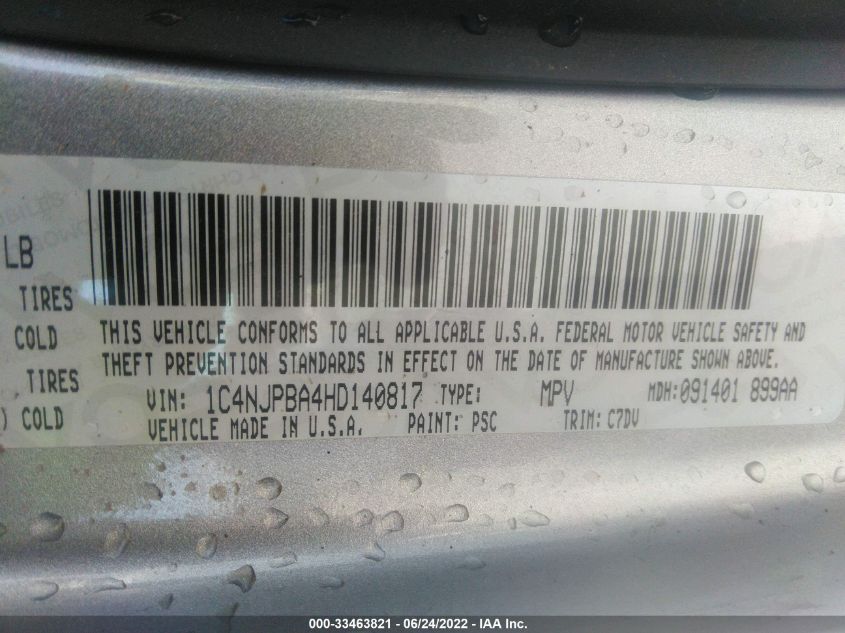 LB
TIRES
COLD
TIRES
) COLD
THIS VEHICLE CONFORMS TO ALL APPLICABLE U.S.A. FEDERAL MOTOR VEHICLE SAFETY AND
THEFT PREVENTION STANDARDS IN EFFECT ON THE DATE OF MANUFACTURE SHOWN ABOVE.
VIN: 1C4NJPBA4HD140817 TYPE: MPV MDH:091401 899AA
VEHICLE MADE IN U.S.A. PAINT: PSC TRIM: C7DV
000-33463821 - 06/24/2022 - IAA Inc.